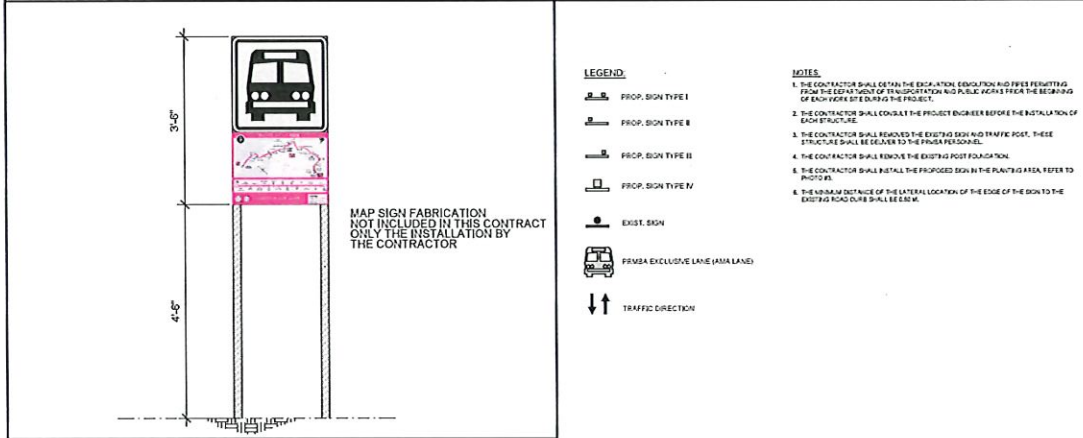 3'-6"
4'-6"
MAP SIGN FABRICATION
NOT INCLUDED IN THIS CONTRACT
ONLY THE INSTALLATION BY
THE CONTRACTOR
LEGEND:
PROP. SIGN TYPE I
PROP. SIGN TYPE II
PROP. SIGN TYPE III
PROP. SIGN TYPE IV
EXIST. SIGN
PRMBA EXCLUSIVE LANE (AMA LANE)
TRAFFIC DIRECTION
NOTES
1. THE CONTRACTOR SHALL OBTAIN THE EXCAVATION, DEMOLITION AND PIPES PERMITTING
FROM THE DEPARTMENT OF TRANSPORTATION AND PUBLIC WORKS PRIOR THE BEGINNING
OF EACH WORK SITE DURING THE PROJECT.
2. THE CONTRACTOR SHALL CONSULT THE PROJECT ENGINEER BEFORE THE INSTALLATION OF
EACH STRUCTURE.
3. THE CONTRACTOR SHALL REMOVED THE EXISTING SIGN AND TRAFFIC POST. THESE
STRUCTURE SHALL BE DELIVER TO THE PRMBA PERSONNEL.
4. THE CONTRACTOR SHALL REMOVE THE EXISTING POST FOUNDATION.
5. THE CONTRACTOR SHALL INSTALL THE PROPOSED SIGN IN THE PLANTING AREA, REFER TO
PHOTO #3.
6. THE MINIMUM DISTANCE OF THE LATERAL LOCATION OF THE EDGE OF THE SIGN TO THE
EXISTING ROAD CURB SHALL BE M.